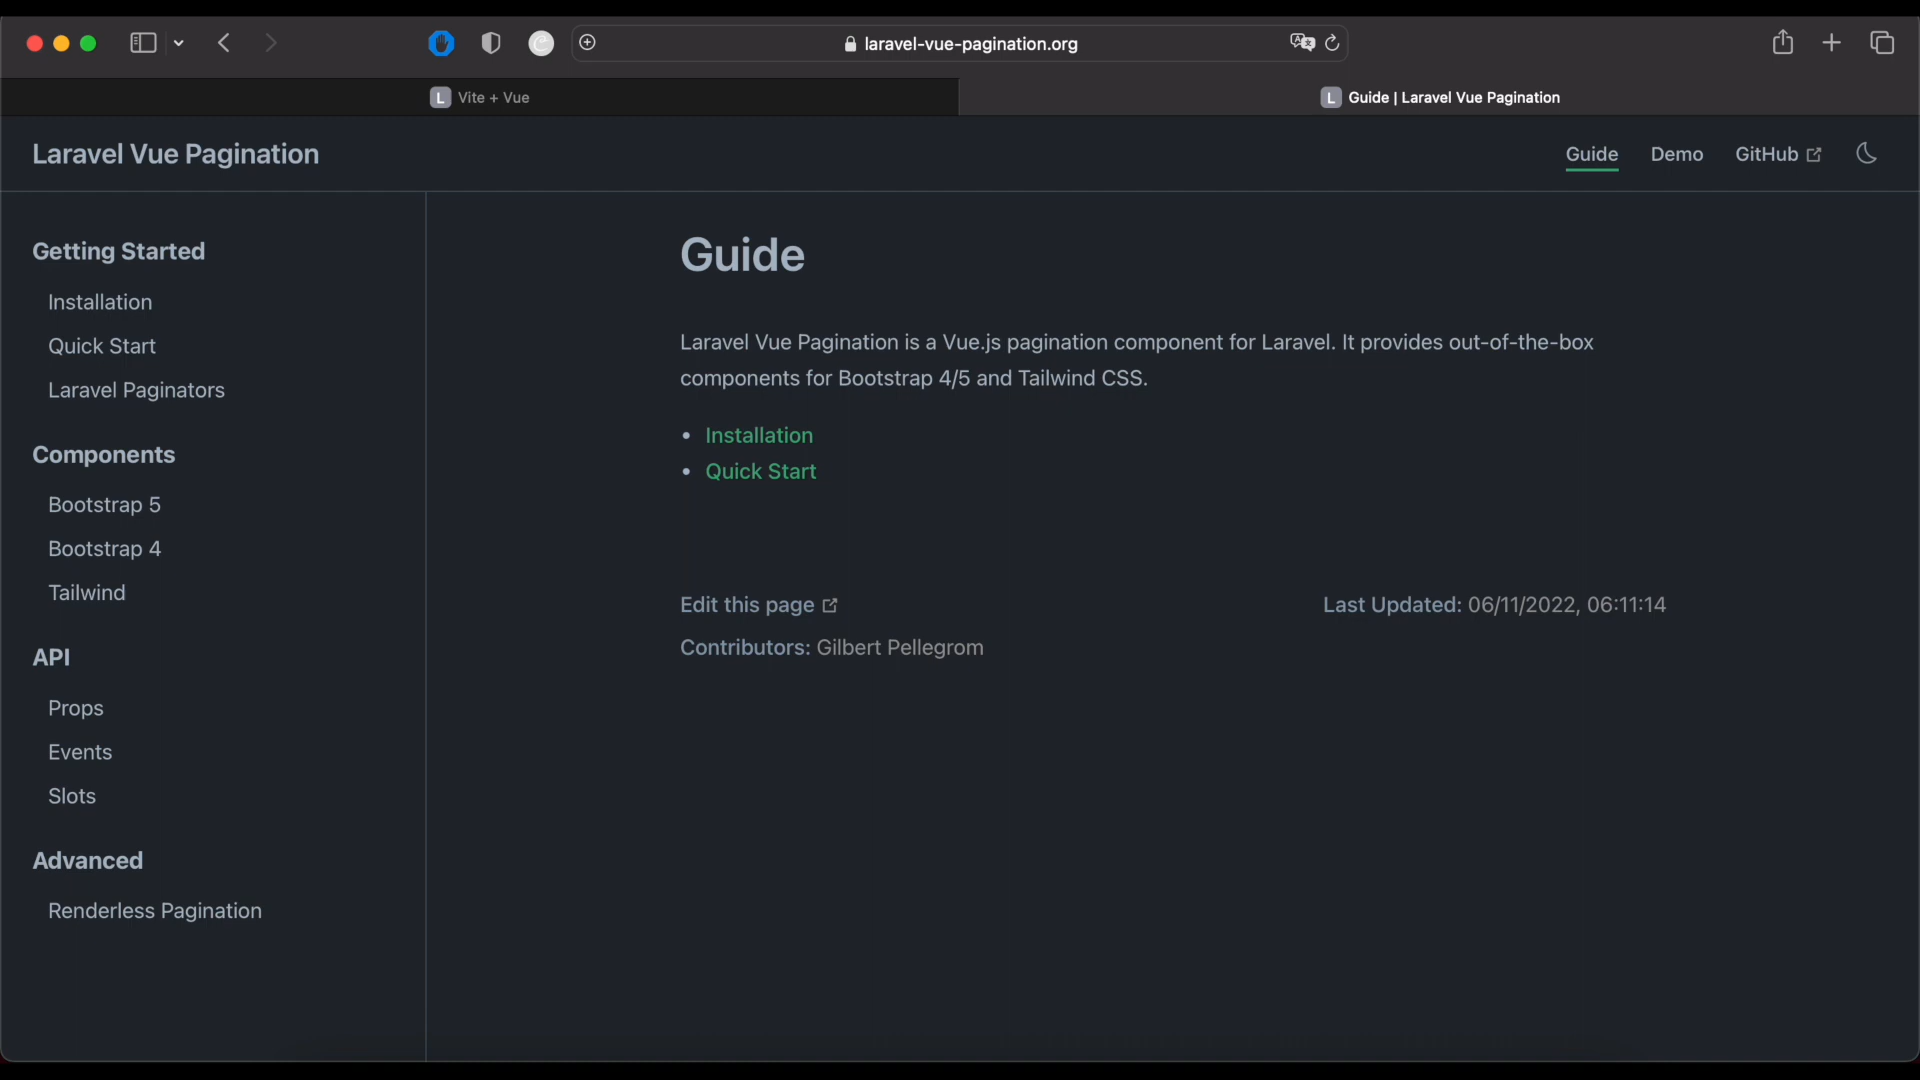 laravel-vue-pagination.org
L Vite + Vue
L Guide | Laravel Vue Pagination
Laravel Vue Pagination
Guide
Demo
GitHub
Getting Started
Installation
Quick Start
Laravel Paginators
Components
Bootstrap 5
Bootstrap 4
Tailwind
API
Props
Events
Slots
Advanced
Renderless Pagination
Guide
Laravel Vue Pagination is a Vue.js pagination component for Laravel. It provides out-of-the-box
components for Bootstrap 4/5 and Tailwind CSS.
• Installation
• Quick Start
Edit this page
Last Updated: 06/11/2022, 06:11:14
Contributors: Gilbert Pellegrom